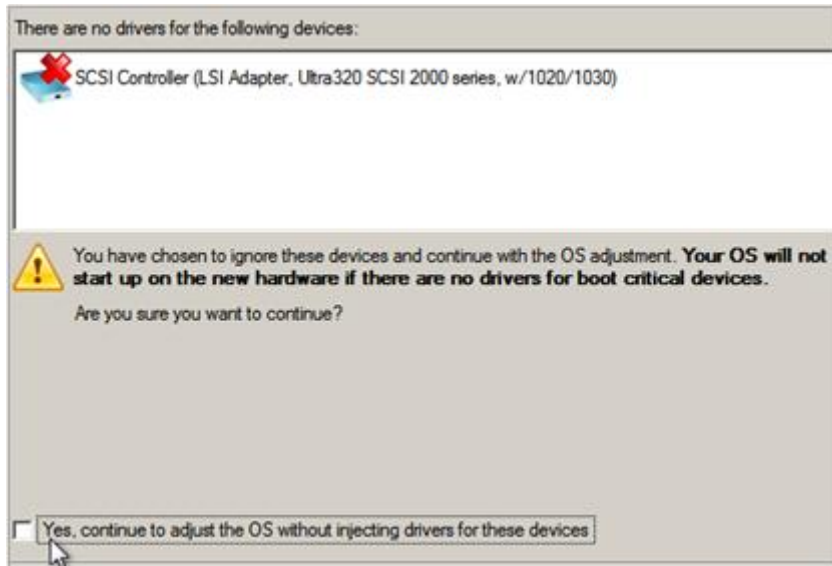 There are no drivers for the following devices:
SCSI Controller (LSI Adapter, Ultra320 SCSI 2000 series, w/1020/1030)
You have chosen to ignore these devices and continue with the OS adjustment. Your OS will not
start up on the new hardware if there are no drivers for boot critical devices.
Are you sure you want to continue?
Yes, continue to adjust the OS without injecting drivers for these devices